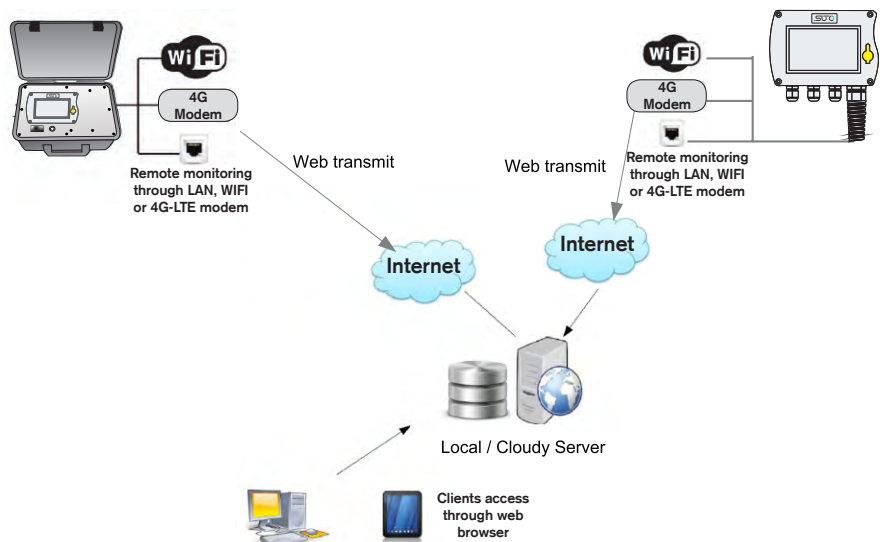 WiFi
4G
Modem
Remote monitoring
through LAN, WIFI
or 4G-LTE modem
Web transmit
Internet
SUTO
WiFi
4G
Modem
Remote monitoring
through LAN, WIFI
or 4G-LTE modem
Web transmit
Internet
Local / Cloudy Server
Clients access
through web
browser